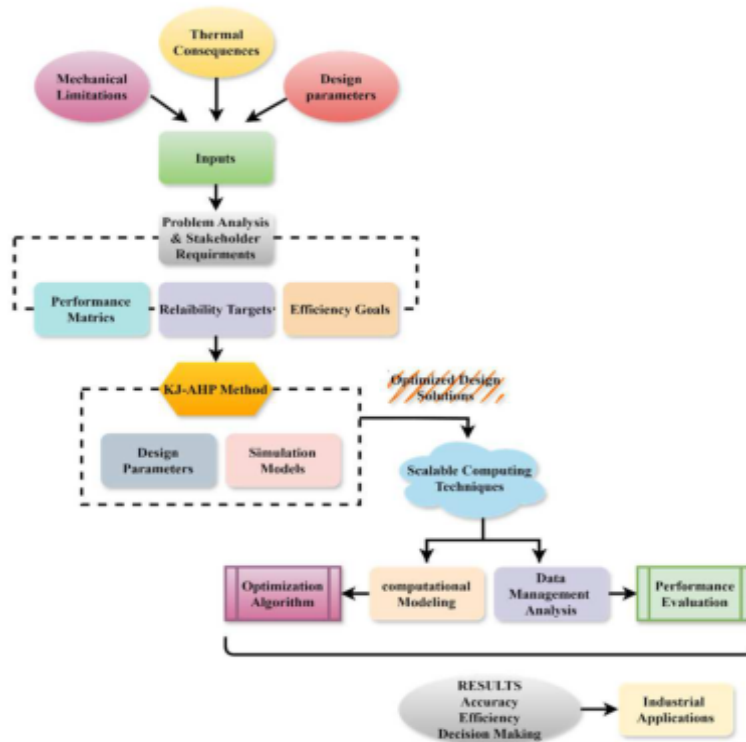 Thermal
Consequences
Mechanical
Limitations
Design
parameters
Inputs
Problem Analysis
& Stakeholder
Requirments
Performance
Matrics
Relaibility Targets
Efficiency Goals
KJ-AHP Method
Optimized Design
Solutions
Design
Parameters
Simulation
Models
Scalable Computing
Techniques
Optimization
Algorithm
computational
Modeling
Data
Management
Analysis
Performance
Evaluation
RESULTS
Accuracy
Efficiency
Decision Making
Industrial
Applications